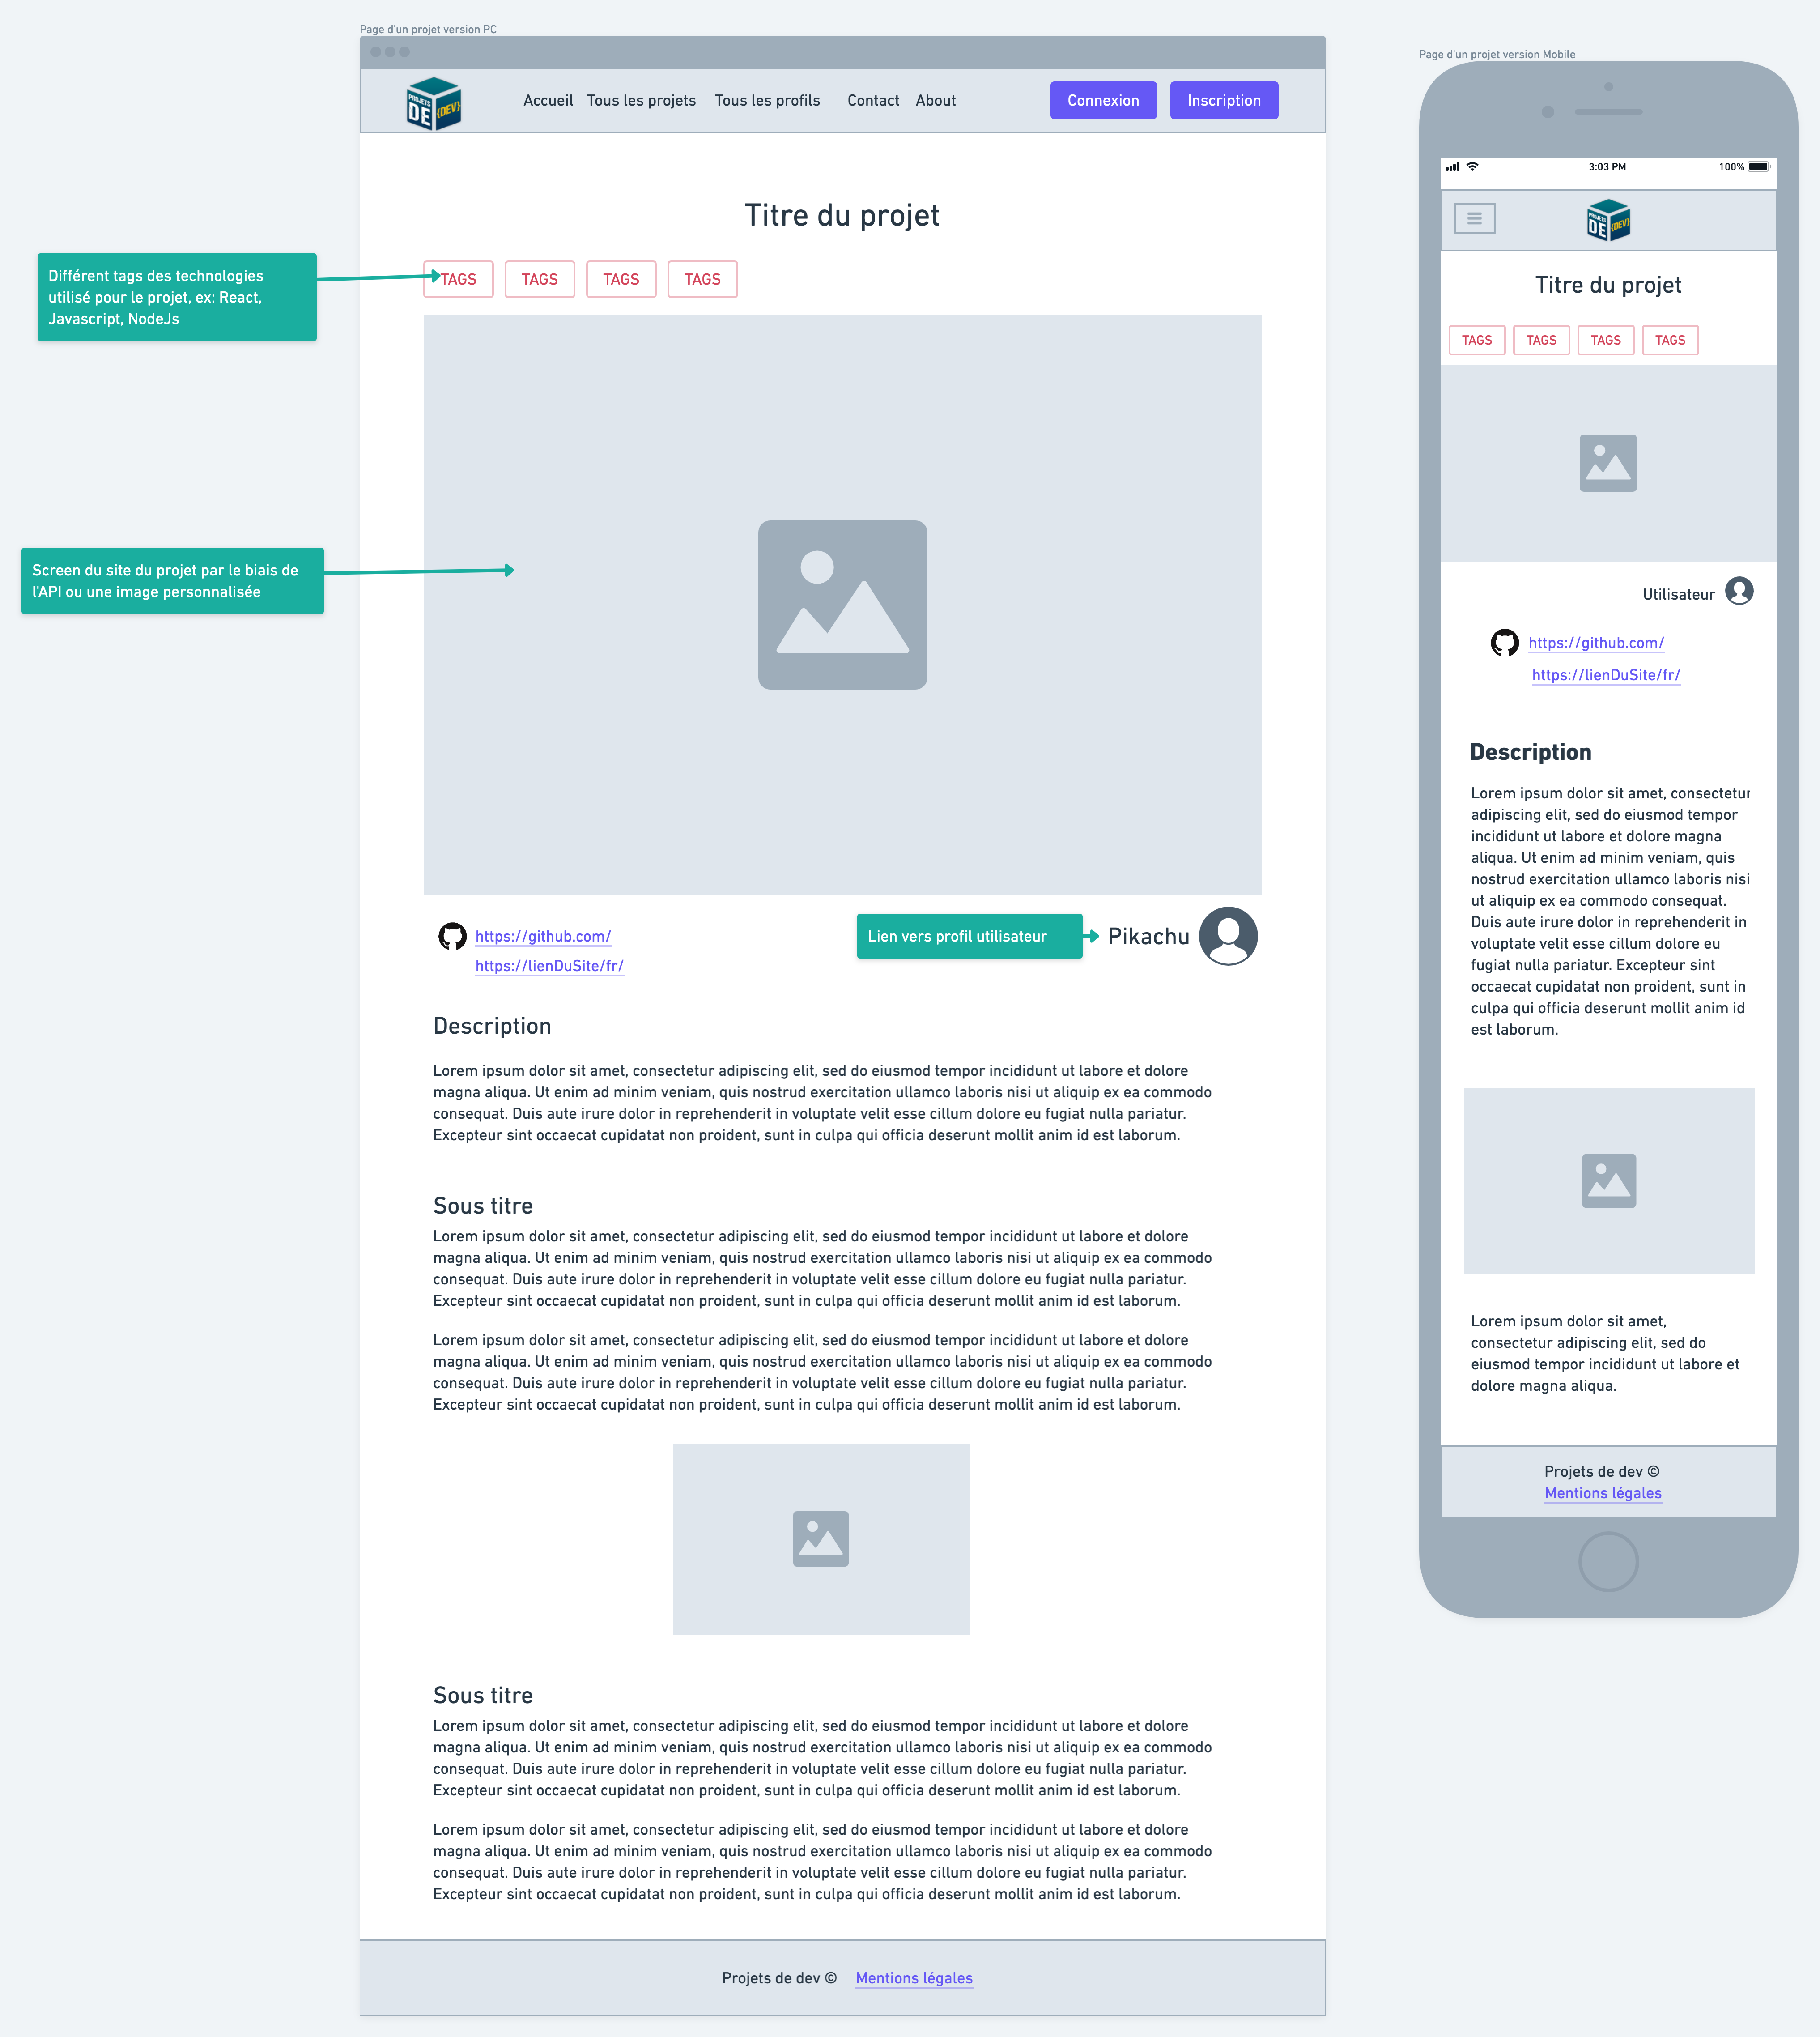 Page d'un projet version PC
PROJETS
DE {DEV}
Accueil Tous les projets Tous les profils Contact About
Connexion Inscription
Titre du projet
TAGS TAGS TAGS TAGS
Différent tags des technologies
utilisé pour le projet, ex: React,
Javascript, NodeJs
Screen du site du projet par le biais de
l'API ou une image personnalisée
https://github.com/
https://lienDuSite/fr/
Lien vers profil utilisateur
Pikachu
Description
Lorem ipsum dolor sit amet, consectetur adipiscing elit, sed do eiusmod tempor incididunt ut labore et dolore
magna aliqua. Ut enim ad minim veniam, quis nostrud exercitation ullamco laboris nisi ut aliquip ex ea commodo
consequat. Duis aute irure dolor in reprehenderit in voluptate velit esse cillum dolore eu fugiat nulla pariatur.
Excepteur sint occaecat cupidatat non proident, sunt in culpa qui officia deserunt mollit anim id est laborum.
Sous titre
Lorem ipsum dolor sit amet, consectetur adipiscing elit, sed do eiusmod tempor incididunt ut labore et dolore
magna aliqua. Ut enim ad minim veniam, quis nostrud exercitation ullamco laboris nisi ut aliquip ex ea commodo
consequat. Duis aute irure dolor in reprehenderit in voluptate velit esse cillum dolore eu fugiat nulla pariatur.
Excepteur sint occaecat cupidatat non proident, sunt in culpa qui officia deserunt mollit anim id est laborum.
Lorem ipsum dolor sit amet, consectetur adipiscing elit, sed do eiusmod tempor incididunt ut labore et dolore
magna aliqua. Ut enim ad minim veniam, quis nostrud exercitation ullamco laboris nisi ut aliquip ex ea commodo
consequat. Duis aute irure dolor in reprehenderit in voluptate velit esse cillum dolore eu fugiat nulla pariatur.
Excepteur sint occaecat cupidatat non proident, sunt in culpa qui officia deserunt mollit anim id est laborum.
Sous titre
Lorem ipsum dolor sit amet, consectetur adipiscing elit, sed do eiusmod tempor incididunt ut labore et dolore
magna aliqua. Ut enim ad minim veniam, quis nostrud exercitation ullamco laboris nisi ut aliquip ex ea commodo
consequat. Duis aute irure dolor in reprehenderit in voluptate velit esse cillum dolore eu fugiat nulla pariatur.
Excepteur sint occaecat cupidatat non proident, sunt in culpa qui officia deserunt mollit anim id est laborum.
Lorem ipsum dolor sit amet, consectetur adipiscing elit, sed do eiusmod tempor incididunt ut labore et dolore
magna aliqua. Ut enim ad minim veniam, quis nostrud exercitation ullamco laboris nisi ut aliquip ex ea commodo
consequat. Duis aute irure dolor in reprehenderit in voluptate velit esse cillum dolore eu fugiat nulla pariatur.
Excepteur sint occaecat cupidatat non proident, sunt in culpa qui officia deserunt mollit anim id est laborum.
Projets de dev © Mentions légales
Page d'un projet version Mobile
3:03 PM 100%
PROJETS
DE {DEV}
Titre du projet
TAGS TAGS TAGS TAGS
Utilisateur
https://github.com/
https://lienDuSite/fr/
Description
Lorem ipsum dolor sit amet, consectetur
adipiscing elit, sed do eiusmod tempor
incididunt ut labore et dolore magna
aliqua. Ut enim ad minim veniam, quis
nostrud exercitation ullamco laboris nisi
ut aliquip ex ea commodo consequat.
Duis aute irure dolor in reprehenderit in
voluptate velit esse cillum dolore eu
fugiat nulla pariatur. Excepteur sint
occaecat cupidatat non proident, sunt in
culpa qui officia deserunt mollit anim id
est laborum.
Lorem ipsum dolor sit amet,
consectetur adipiscing elit, sed do
eiusmod tempor incididunt ut labore et
dolore magna aliqua.
Projets de dev ©
Mentions légales